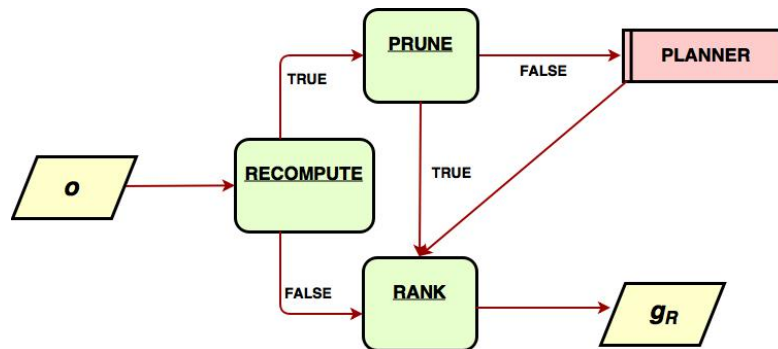 PRUNE
PLANNER
TRUE
FALSE
RECOMPUTE
TRUE
o
FALSE
RANK
gR